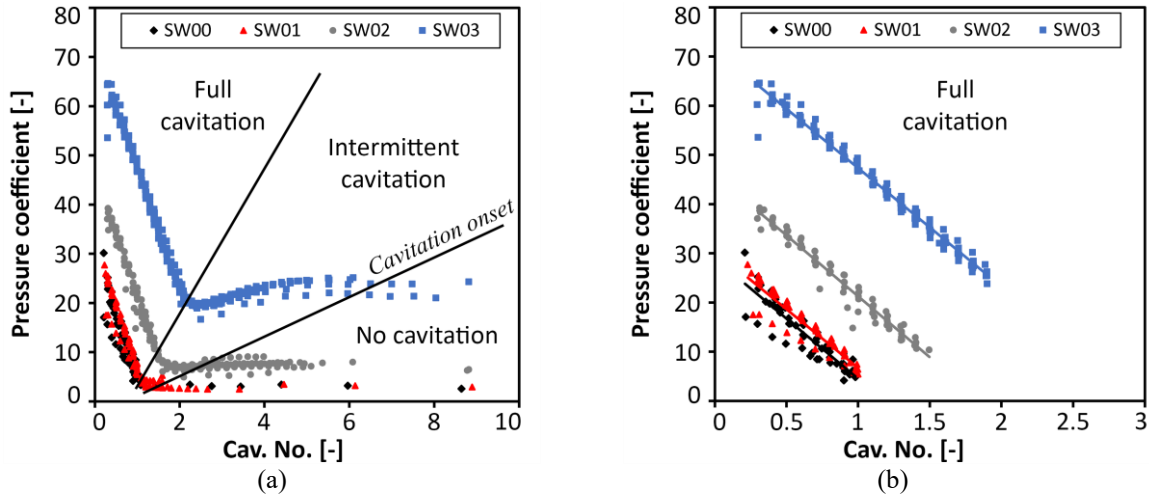 80
70
60
50
40
30
20
10
0
Pressure coefficient [-]
SW00 SW01 SW02 SW03
Full
cavitation
Intermittent
cavitation
Cavitation onset
No cavitation
0 2 4 6 8 10
Cav. No. [-]
(a)
80
70
60
50
40
30
20
10
0
Pressure coefficient [-]
SW00 SW01 SW02 SW03
Full
cavitation
0 0.5 1 1.5 2 2.5 3
Cav. No. [-]
(b)